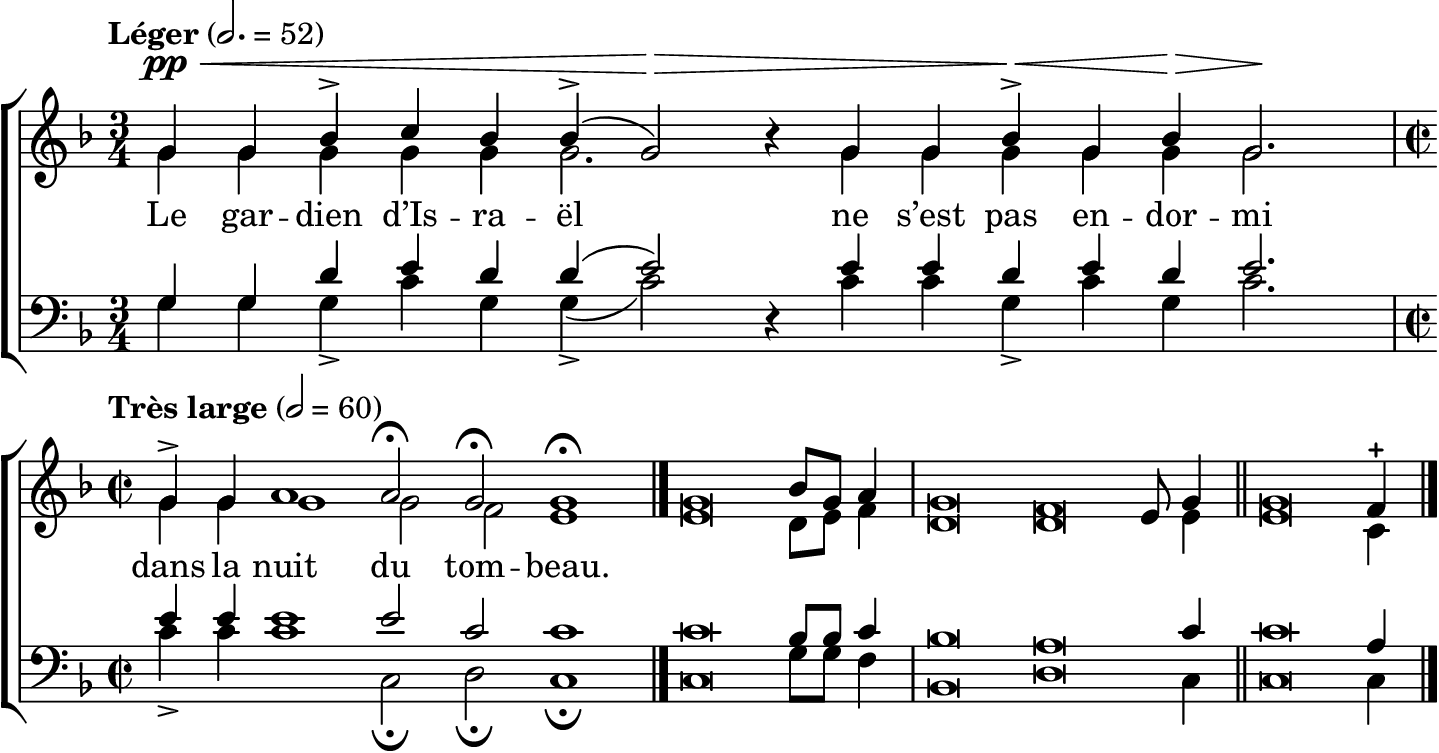 Léger (𝅗𝅥. = 52)
pp
Le gar -- dien d’Is -- ra -- ël ne s’est pas en -- dor -- mi
Très large (𝅗𝅥 = 60)
dans la nuit du tom -- beau.